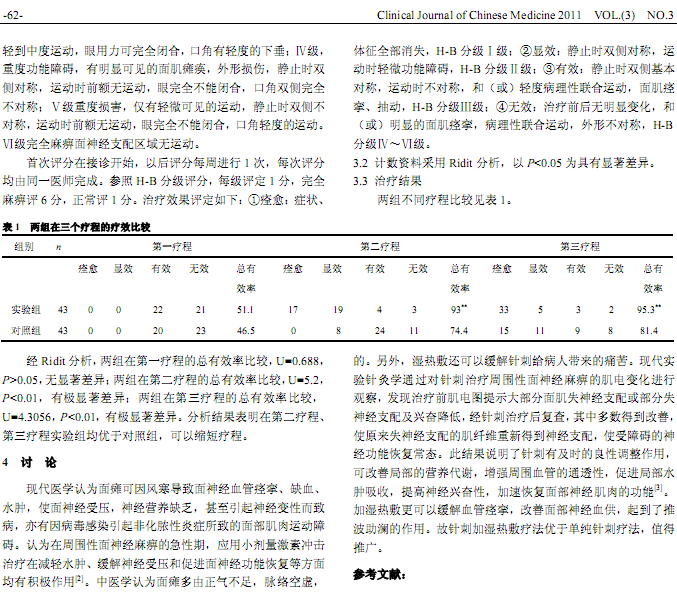 -62-
Clinical Journal of Chinese Medicine 2011 VOL.(3) NO.3
轻到中度运动，眼用力可完全闭合，口角有轻度的下垂；Ⅳ级，
重度功能障碍，有明显可见的面肌瘫痪，外形损伤，静止时双
侧对称，运动时前额无运动，眼完全不能闭合，口角双侧完全
不对称；Ⅴ级重度损害，仅有轻微可见的运动，静止时双侧不
对称，运动时前额无运动，眼完全不能闭合，口角轻度的运动。
Ⅵ级完全麻痹面神经支配区域无运动。
首次评分在接诊开始，以后评分每周进行 1 次，每次评分
均由同一医师完成。参照 H-B 分级评分，每级评定 1 分，完全
麻痹评 6 分，正常评 1 分。治疗效果评定如下：①痊愈：症状、
体征全部消失，H-B 分级Ⅰ级；②显效：静止时双侧对称，运
动时轻微功能障碍，H-B 分级Ⅱ级；③有效：静止时双侧基本
对称，运动时不对称，和（或）轻度病理性联合运动，面肌痉
挛、抽动，H-B 分级Ⅲ级；④无效：治疗前后无明显变化，和
（或）明显的面肌痉挛，病理性联合运动，外形不对称，H-B
分级Ⅳ～Ⅵ级。
3.2 计数资料采用 Ridit 分析，以 P<0.05 为具有显著差异。
3.3 治疗结果
两组不同疗程比较见表 1。
表 1 两组在三个疗程的疗效比较
组别 n 第一疗程 第二疗程 第三疗程
痊愈 显效 有效 无效 总有 痊愈 显效 有效 无效 总有 痊愈 显效 有效 无效 总有
效率 效率 效率
实验组 43 0 0 22 21 51.1 17 19 4 3 93** 33 5 3 2 95.3**
对照组 43 0 0 20 23 46.5 0 8 24 11 74.4 15 11 9 8 81.4
经 Ridit 分析，两组在第一疗程的总有效率比较，U=0.688，
P>0.05，无显著差异；两组在第二疗程的总有效率比较，U=5.2，
P<0.01，有极显著差异；两组在第三疗程的总有效率比较，
U=4.3056，P<0.01，有极显著差异。分析结果表明在第二疗程、
第三疗程实验组均优于对照组，可以缩短疗程。
4 讨 论
现代医学认为面瘫可因风寒导致面神经血管痉挛、缺血、
水肿，使面神经受压，神经营养缺乏，甚至引起神经变性而致
病，亦有因病毒感染引起非化脓性炎症所致的面部肌肉运动障
碍。认为在周围性面神经麻痹的急性期，应用小剂量激素冲击
治疗在减轻水肿、缓解神经受压和促进面神经功能恢复等方面
均有积极作用[2]。中医学认为面瘫多由正气不足，脉络空虚，
的。另外，湿热敷还可以缓解针刺给病人带来的痛苦。现代实
验针灸学通过对针刺治疗周围性面神经麻痹的肌电变化进行
观察，发现治疗前肌电图提示大部分面肌失神经支配或部分失
神经支配及兴奋降低，经针刺治疗后复查，其中多数得到改善，
使原来失神经支配的肌纤维重新得到神经支配，使受障碍的神
经功能恢复常态。此结果说明了针刺有及时的良性调整作用，
可改善局部的营养代谢，增强周围血管的通透性，促进局部水
肿吸收，提高神经兴奋性，加速恢复面部神经肌肉的功能[3]。
加湿热敷更可以缓解血管痉挛，改善面部神经血供，起到了推
波助澜的作用。故针刺加湿热敷疗法优于单纯针刺疗法，值得
推广。
参考文献：